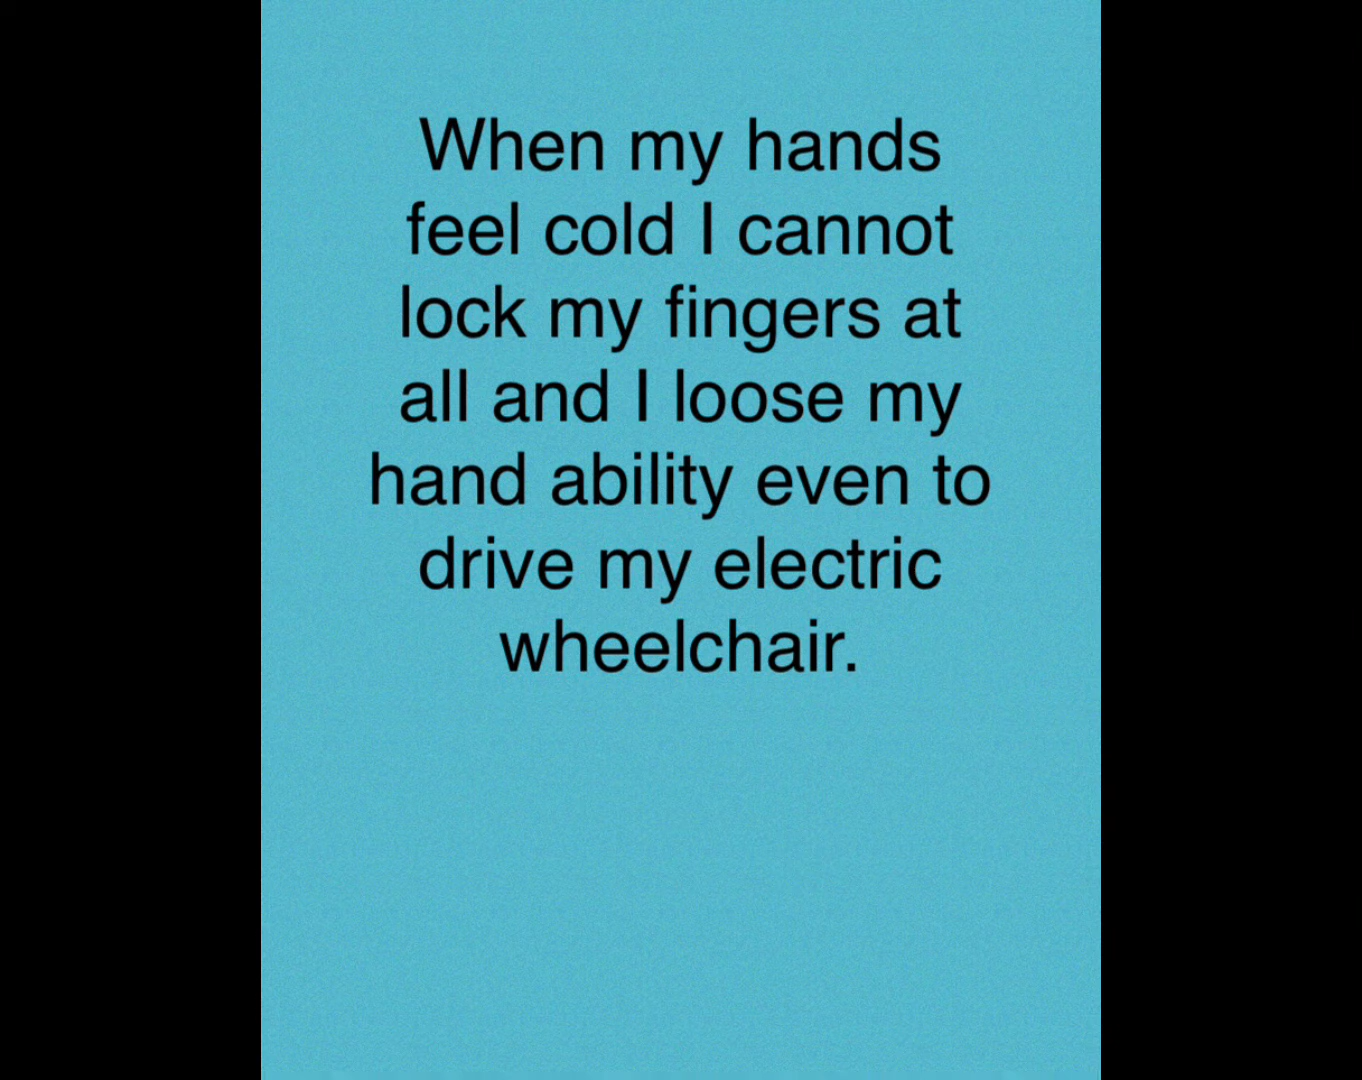 When my hands
feel cold I cannot
lock my fingers at
all and I loose my
hand ability even to
drive my electric
wheelchair.